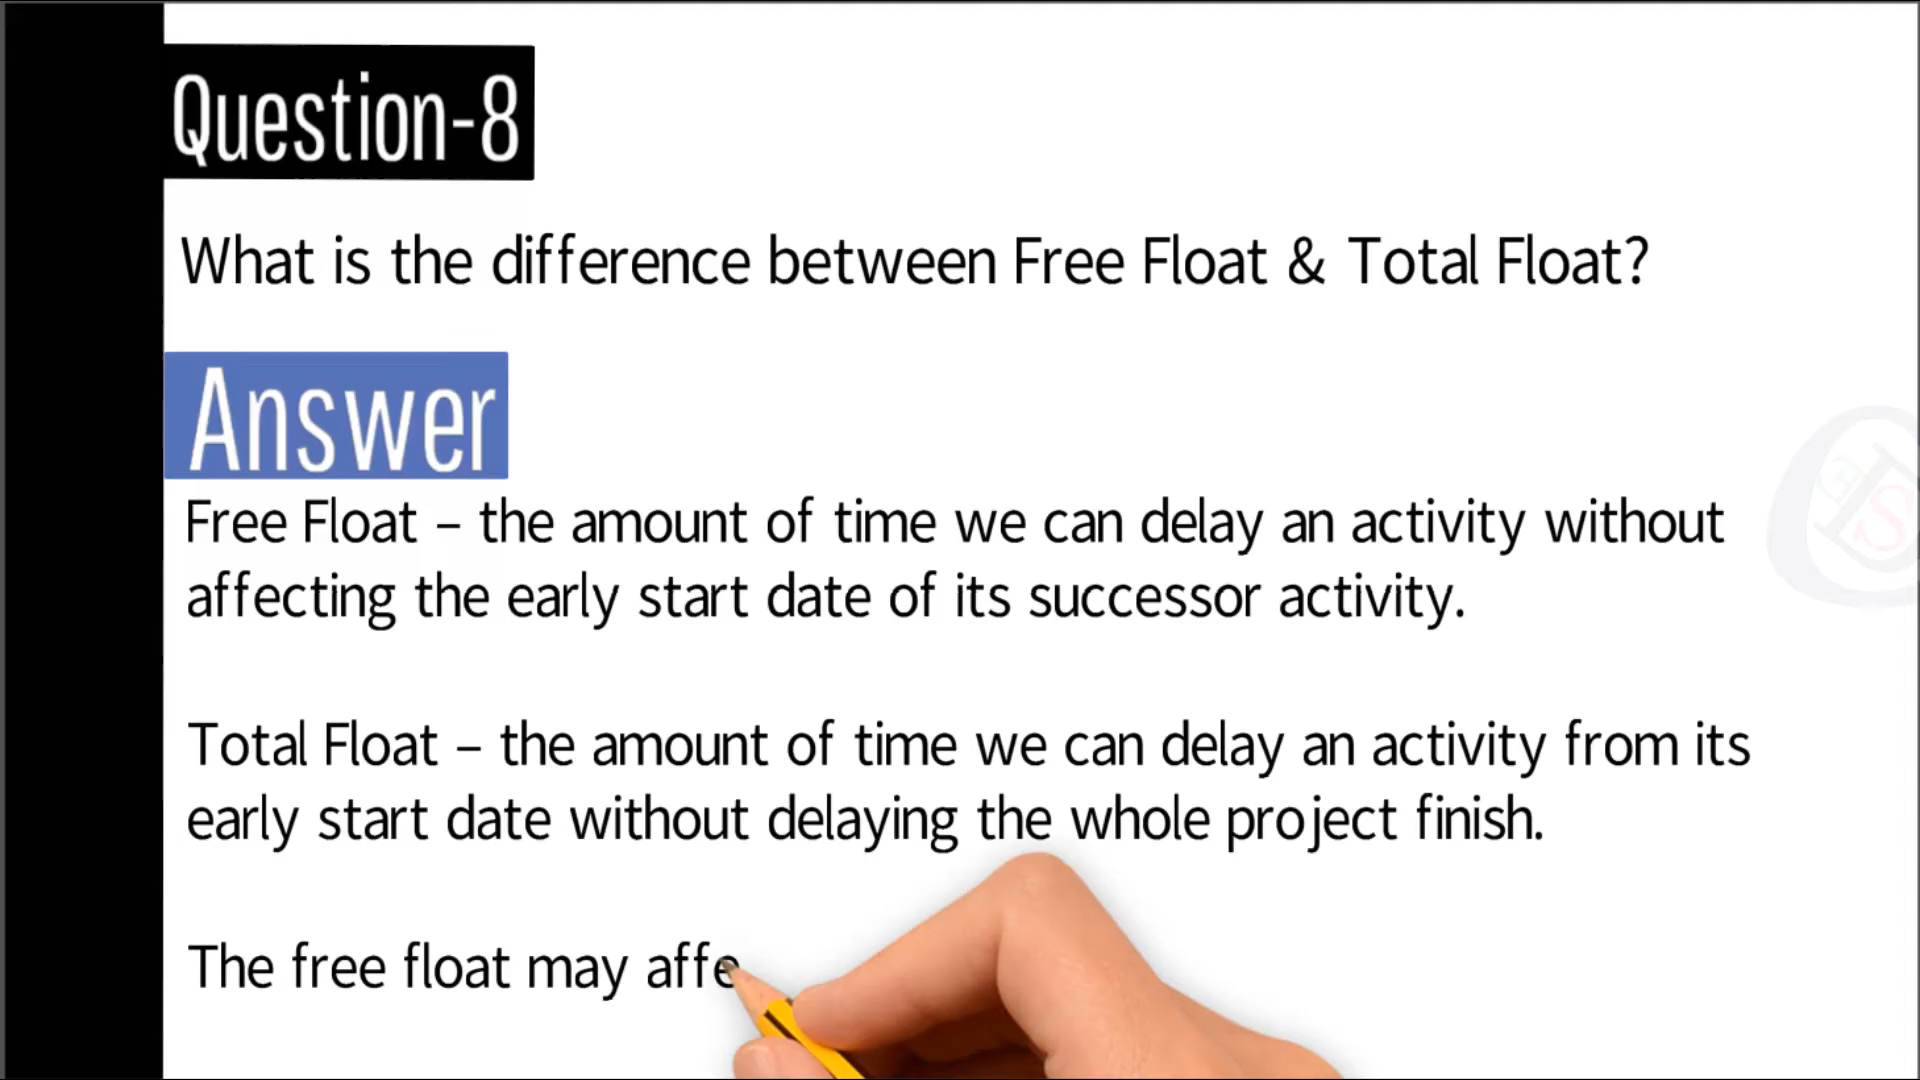 Question-8
What is the difference between Free Float & Total Float?
Answer
Free Float – the amount of time we can delay an activity without
affecting the early start date of its successor activity.
Total Float – the amount of time we can delay an activity from its
early start date without delaying the whole project finish.
The free float may affe